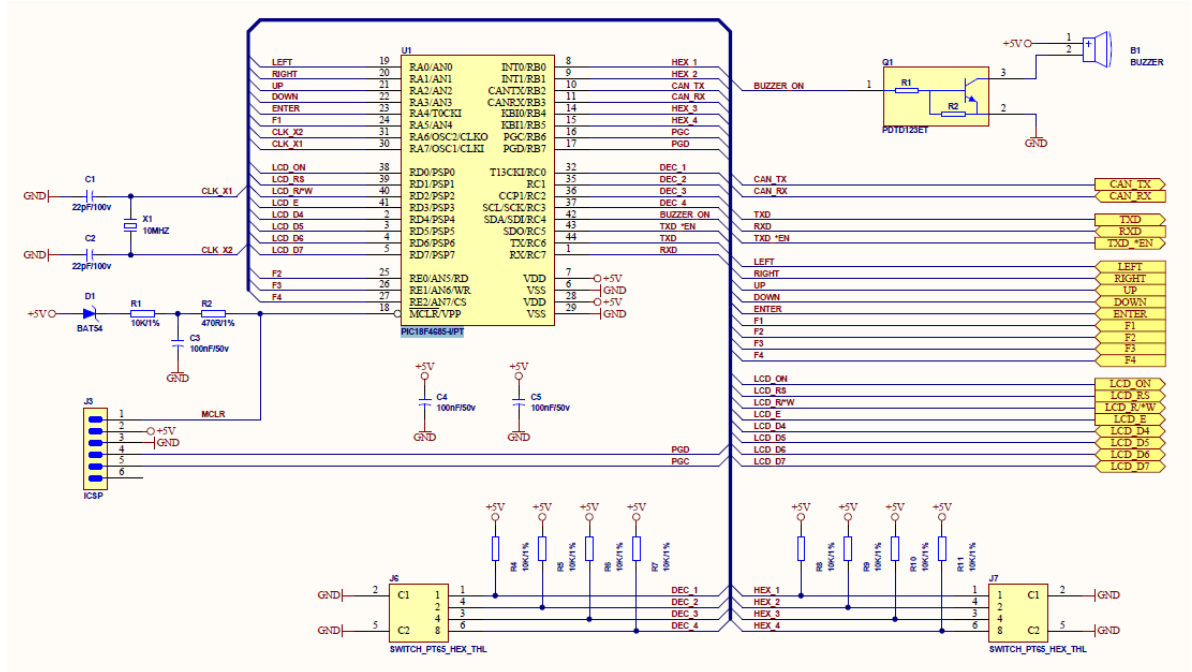 U1
LEFT 19 RA0/AN0 INT0/RB0 8 HEX_1
RIGHT 20 RA1/AN1 INT1/RB1 9 HEX_2
UP 21 RA2/AN2 CANTX/RB2 10 CAN_TX
DOWN 22 RA3/AN3 CANRX/RB3 11 CAN_RX
ENTER 23 RA4/T0CKI KBI0/RB4 14 HEX_3
F1 24 RA5/AN4 KBI1/RB5 15 HEX_4
CLK_X2 31 RA6/OSC2/CLKO PGC/RB6 16 PGC
CLK_X1 30 RA7/OSC1/CLKI PGD/RB7 17 PGD
LCD_ON 38 RD0/PSP0 T13CKI/RC0 32 DEC_1
LCD_RS 39 RD1/PSP1 RC1 35 DEC_2
LCD_R/*W 40 RD2/PSP2 CCP1/RC2 36 DEC_3
LCD_E 41 RD3/PSP3 SCL/SCK/RC3 37 DEC_4
LCD_D4 2 RD4/PSP4 SDA/SDI/RC4 42 BUZZER_ON
LCD_D5 3 RD5/PSP5 SDO/RC5 43 TXD_*EN
LCD_D6 4 RD6/PSP6 TX/RC6 44 TXD
LCD_D7 5 RD7/PSP7 RX/RC7 1 RXD
F2 25 RE0/AN5/RD VDD 7 +5V
F3 26 RE1/AN6/WR VSS 6 GND
F4 27 RE2/AN7/CS VDD 28 +5V
18 MCLR/VPP VSS 29 GND
PIC18F4685-I/PT
C1
GND
22pF/100v
CLK_X1
X1
10MHZ
C2
GND
22pF/100v
CLK_X2
D1
+5V
BAT54
R1
10K/1%
R2
470R/1%
C3
100nF/50v
GND
J3
1 MCLR
2 +5V
3 GND
4 PGD
5 PGC
6
ICSP
+5V
C4
100nF/50v
GND
+5V
C5
100nF/50v
GND
+5V
1
2
B1
BUZZER
Q1
BUZZER_ON 1 R1 3
R2 2
PDTD123ET
GND
CAN_TX CAN_TX
CAN_RX CAN_RX
TXD TXD
RXD RXD
TXD_*EN TXD_*EN
LEFT LEFT
RIGHT RIGHT
UP UP
DOWN DOWN
ENTER ENTER
F1 F1
F2 F2
F3 F3
F4 F4
LCD_ON LCD_ON
LCD_RS LCD_RS
LCD_R/*W LCD_R/*W
LCD_E LCD_E
LCD_D4 LCD_D4
LCD_D5 LCD_D5
LCD_D6 LCD_D6
LCD_D7 LCD_D7
+5V +5V +5V +5V
R4 10K/1%
R5 10K/1%
R6 10K/1%
R7 10K/1%
J6
GND 2 C1 1 1 DEC_1
2 4 DEC_2
4 3 DEC_3
GND 5 C2 8 6 DEC_4
SWITCH_PT65_HEX_THL
+5V +5V +5V +5V
R8 10K/1%
R9 10K/1%
R10 10K/1%
R11 10K/1%
J7
HEX_1 1 1 C1 2 GND
HEX_2 4 2
HEX_3 3 4
HEX_4 6 8 C2 5 GND
SWITCH_PT65_HEX_THL